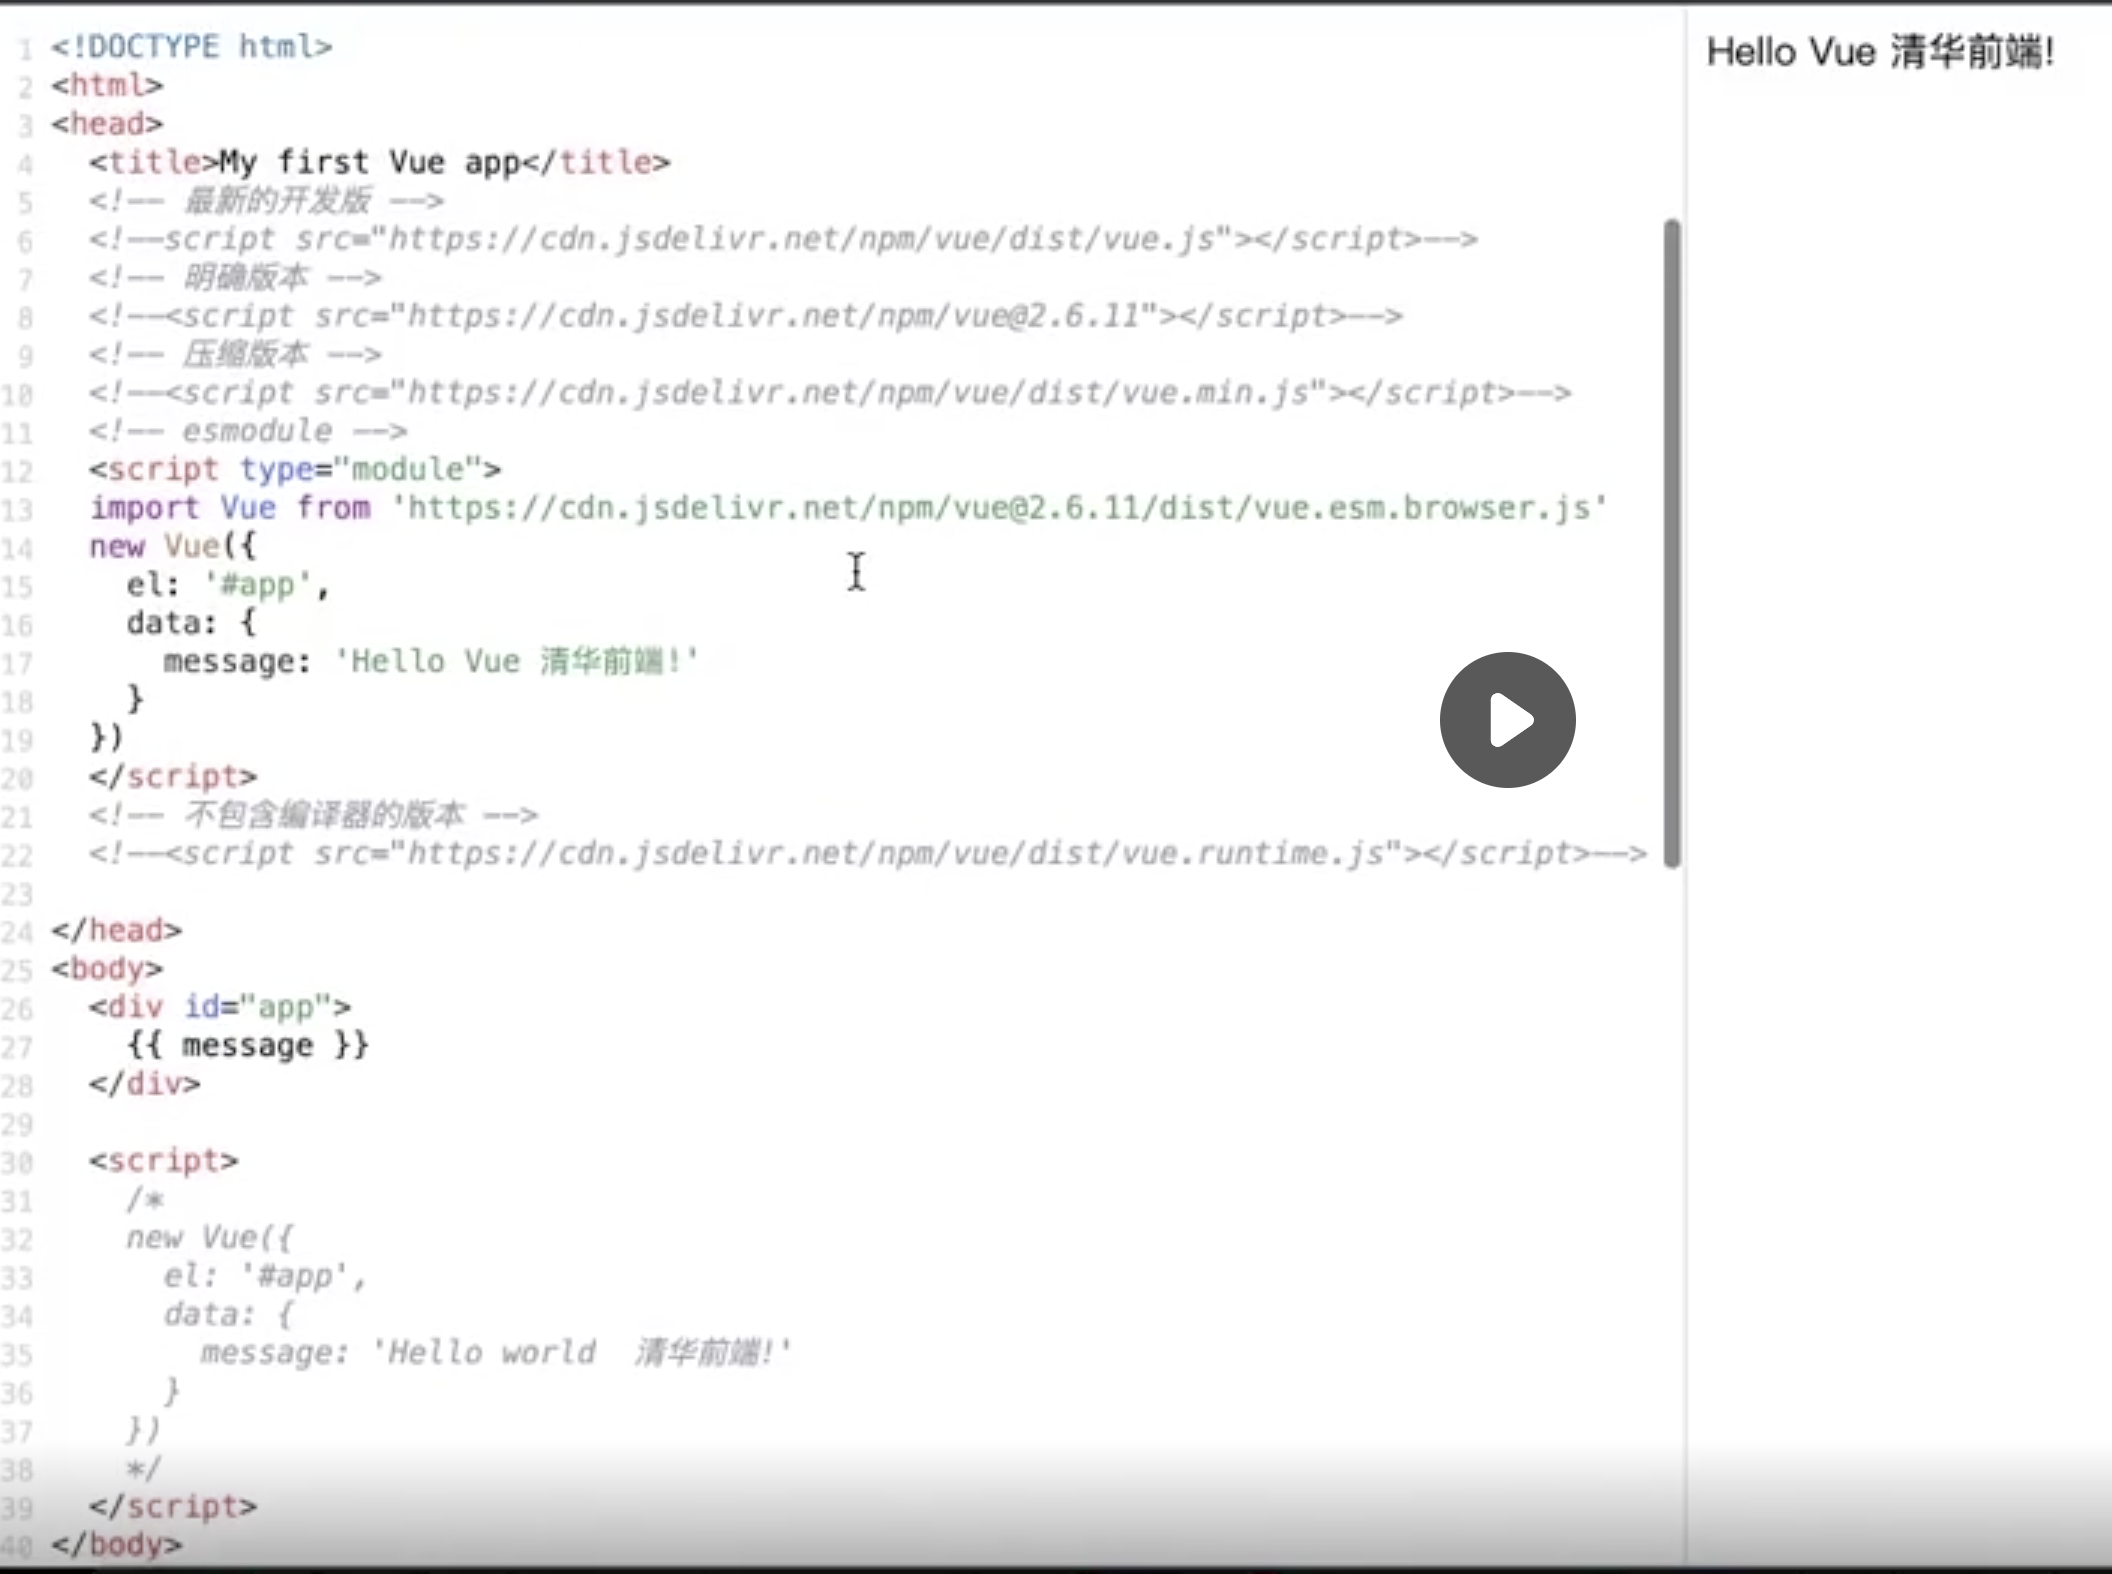 1 <!DOCTYPE html>
2 <html>
3 <head>
4 <title>My first Vue app</title>
5 <!-- 最新的开发版 -->
6 <!--script src="https://cdn.jsdelivr.net/npm/vue/dist/vue.js"></script>-->
7 <!-- 明确版本 -->
8 <!--<script src="https://cdn.jsdelivr.net/npm/vue@2.6.11"></script>-->
9 <!-- 压缩版本 -->
10 <!--<script src="https://cdn.jsdelivr.net/npm/vue/dist/vue.min.js"></script>-->
11 <!-- esmodule -->
12 <script type="module">
13 import Vue from 'https://cdn.jsdelivr.net/npm/vue@2.6.11/dist/vue.esm.browser.js'
14 new Vue({
15 el: '#app',
16 data: {
17 message: 'Hello Vue 清华前端!'
18 }
19 })
20 </script>
21 <!-- 不包含编译器的版本 -->
22 <!--<script src="https://cdn.jsdelivr.net/npm/vue/dist/vue.runtime.js"></script>-->
23
24 </head>
25 <body>
26 <div id="app">
27 {{ message }}
28 </div>
29
30 <script>
31 /*
32 new Vue({
33 el: '#app',
34 data: {
35 message: 'Hello world  清华前端!'
36 }
37 })
38 */
39 </script>
40 </body>
Hello Vue 清华前端!